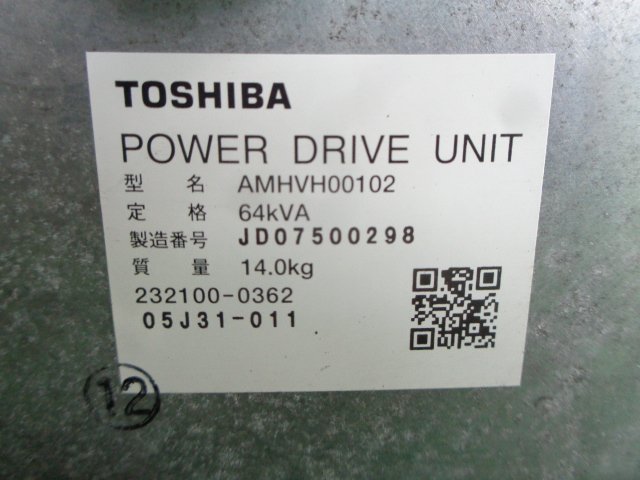 TOSHIBA
POWER DRIVE UNIT
型 名 AMHVH00102
定 格 64kVA
製造番号 JD07500298
質 量 14.0kg
232100-0362
05J31-011
12